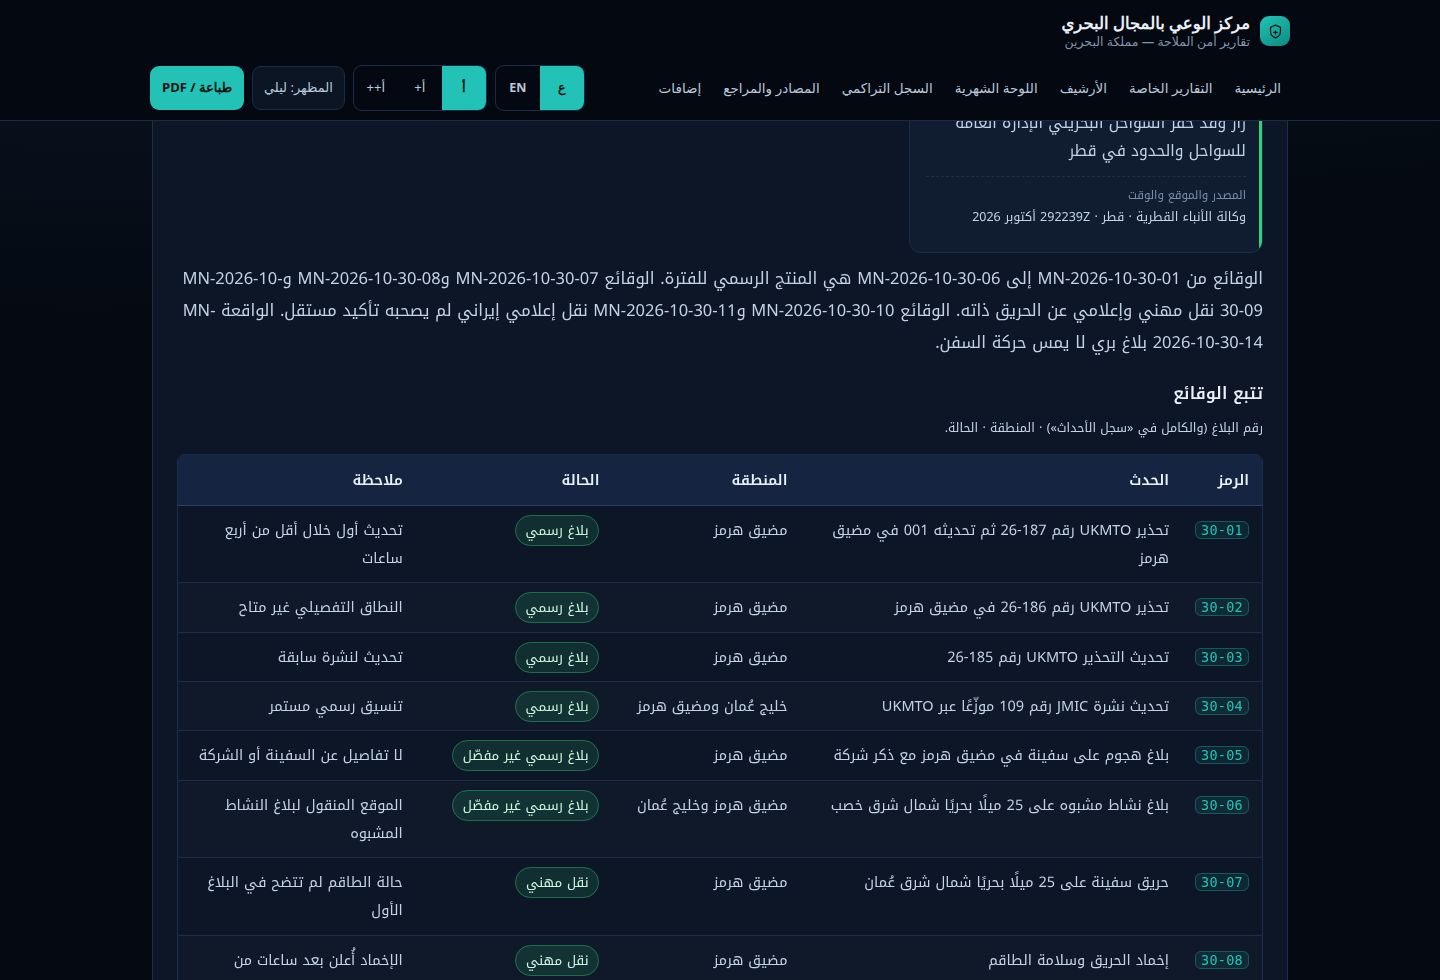 مركز الوعي بالمجال البحري
تقارير أمن الملاحة — مملكة البحرين
الرئيسية
التقارير الخاصة
الأرشيف
اللوحة الشهرية
السجل التراكمي
المصادر والمراجع
إضافات
ع
EN
أ
أ+
أ++
المظهر: ليلي
طباعة / PDF
زار وفد خفر السواحل البحريني الإدارة العامة
للسواحل والحدود في قطر
المصدر والموقع والوقت
وكالة الأنباء القطرية · قطر · 292239Z أكتوبر 2026
الوقائع من MN-2026-10-30-01 إلى MN-2026-10-30-06 هي المنتج الرسمي للفترة. الوقائع MN-2026-10-30-07 وMN-2026-10-30-08 وMN-2026-10-
30-09 نقل مهني وإعلامي عن الحريق ذاته. الوقائع MN-2026-10-30-10 وMN-2026-10-30-11 نقل إعلامي إيراني لم يصحبه تأكيد مستقل. الواقعة MN-
2026-10-30-14 بلاغ بري لا يمس حركة السفن.
تتبع الوقائع
رقم البلاغ (والكامل في «سجل الأحداث») · المنطقة · الحالة.
الرمز الحدث المنطقة الحالة ملاحظة
30-01 تحذير UKMTO رقم 187-26 ثم تحديثه 001 في مضيق هرمز مضيق هرمز بلاغ رسمي تحديث أول خلال أقل من أربع ساعات
30-02 تحذير UKMTO رقم 186-26 في مضيق هرمز مضيق هرمز بلاغ رسمي النطاق التفصيلي غير متاح
30-03 تحديث التحذير UKMTO رقم 185-26 مضيق هرمز بلاغ رسمي تحديث لنشرة سابقة
30-04 تحديث نشرة JMIC رقم 109 موزّعًا عبر UKMTO خليج عُمان ومضيق هرمز بلاغ رسمي تنسيق رسمي مستمر
30-05 بلاغ هجوم على سفينة في مضيق هرمز مع ذكر شركة مضيق هرمز بلاغ رسمي غير مفصّل لا تفاصيل عن السفينة أو الشركة
30-06 بلاغ نشاط مشبوه على 25 ميلًا بحريًا شمال شرق خصب مضيق هرمز وخليج عُمان بلاغ رسمي غير مفصّل الموقع المنقول لبلاغ النشاط المشبوه
30-07 حريق سفينة على 25 ميلًا بحريًا شمال شرق عُمان مضيق هرمز نقل مهني حالة الطاقم لم تتضح في البلاغ الأول
30-08 إخماد الحريق وسلامة الطاقم مضيق هرمز نقل مهني الإخماد أُعلن بعد ساعات من